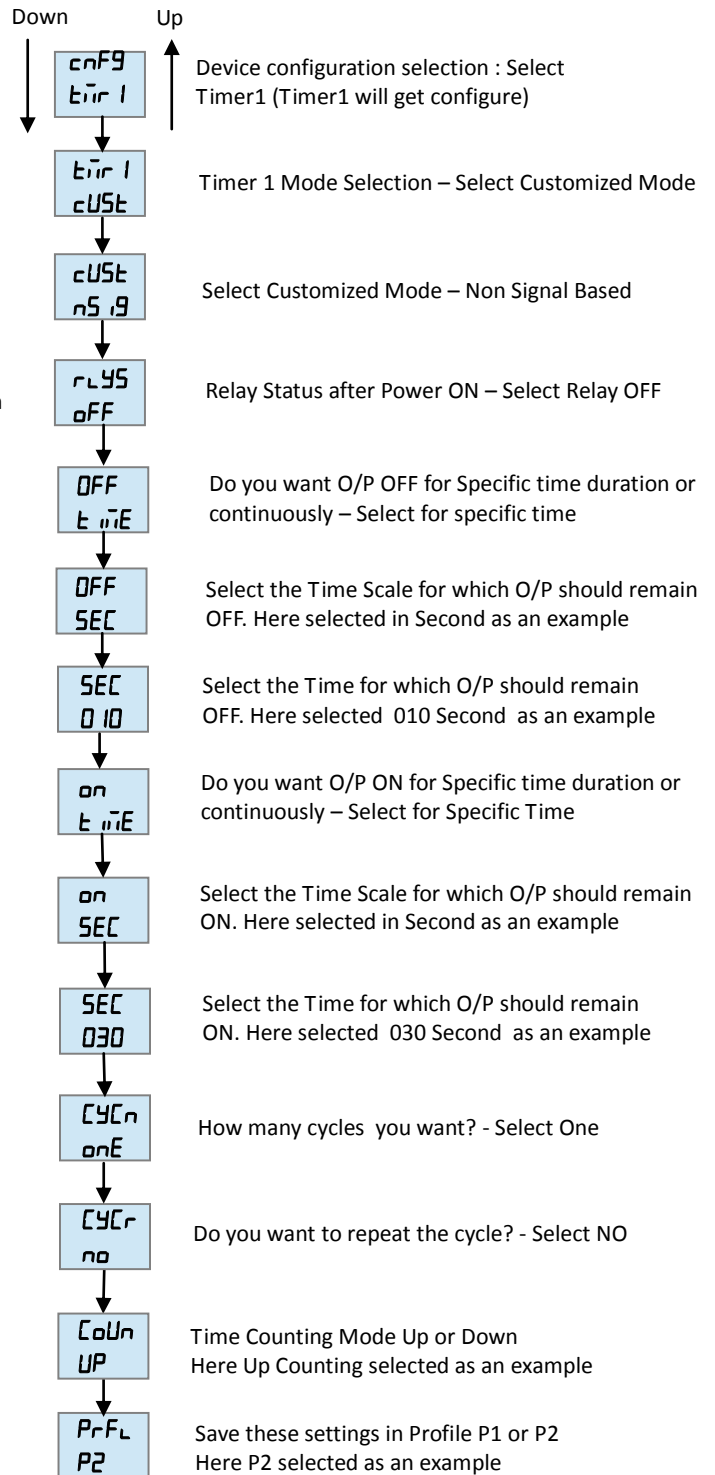 Down Up
cnFg
tmr 1
Device configuration selection : Select
Timer1 (Timer1 will get configure)
tmr 1
cUSt
Timer 1 Mode Selection – Select Customized Mode
cUSt
nSig
Select Customized Mode – Non Signal Based
rLYS
oFF
Relay Status after Power ON – Select Relay OFF
OFF
timE
Do you want O/P OFF for Specific time duration or
continuously – Select for specific time
OFF
SEC
Select the Time Scale for which O/P should remain
OFF. Here selected in Second as an example
SEC
010
Select the Time for which O/P should remain
OFF. Here selected 010 Second as an example
on
timE
Do you want O/P ON for Specific time duration or
continuously – Select for Specific Time
on
SEC
Select the Time Scale for which O/P should remain
ON. Here selected in Second as an example
SEC
030
Select the Time for which O/P should remain
ON. Here selected 030 Second as an example
CYCn
onE
How many cycles you want? - Select One
CYCr
no
Do you want to repeat the cycle? - Select NO
CoUn
UP
Time Counting Mode Up or Down
Here Up Counting selected as an example
PrFL
P2
Save these settings in Profile P1 or P2
Here P2 selected as an example